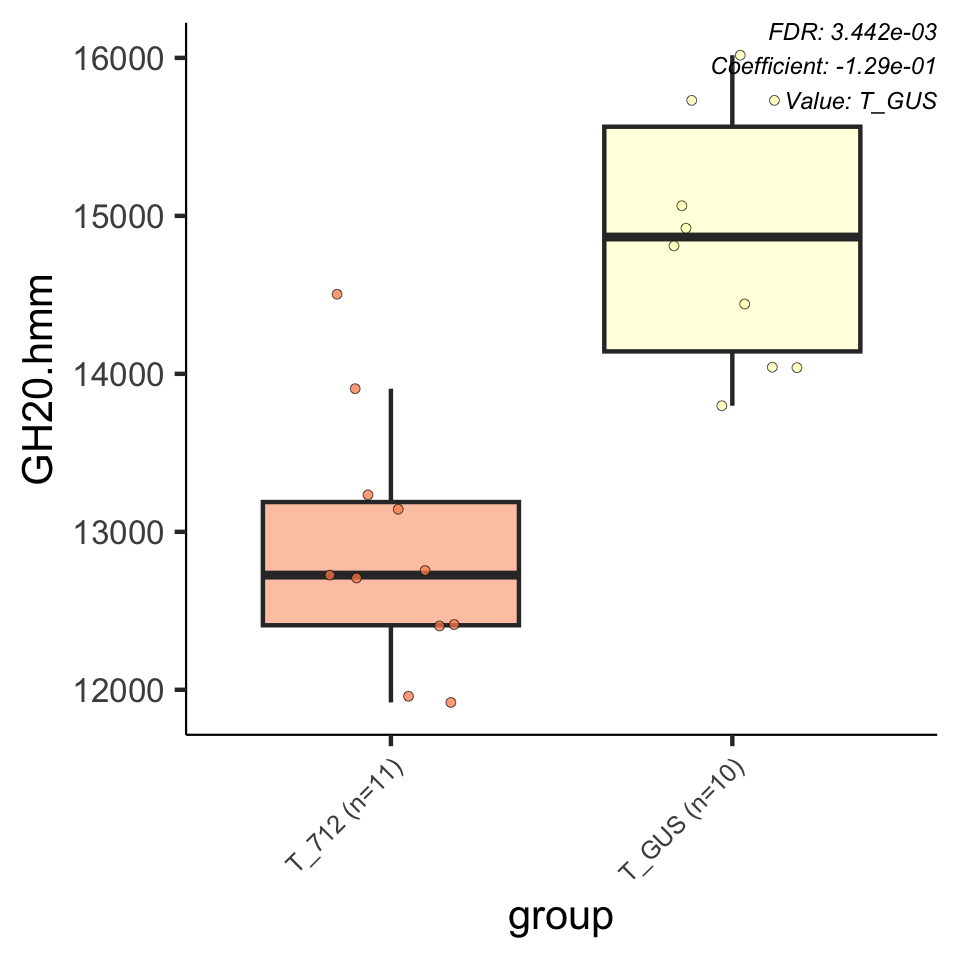 FDR: 3.442e-03
Coefficient: -1.29e-01
Value: T_GUS
16000
15000
14000
13000
12000
GH20.hmm
T_712 (n=11)
T_GUS (n=10)
group